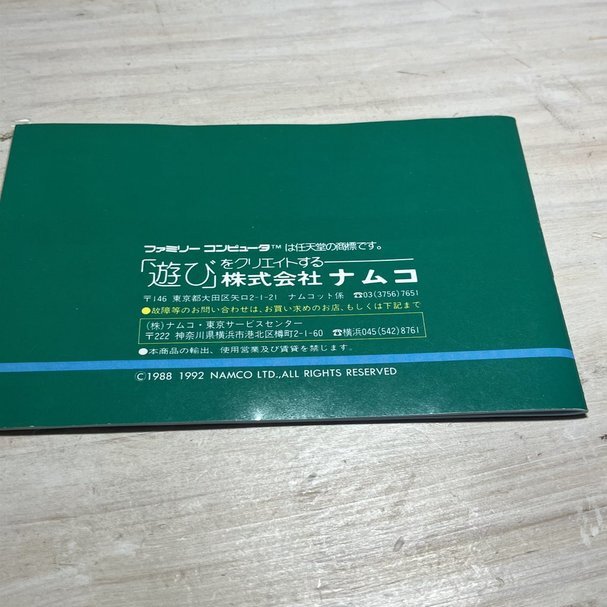 ファミリー コンピュータ™ は任天堂の商標です。
「遊び」をクリエイトする
株式会社 ナムコ
〒146 東京都大田区矢口2-1-21 ナムコット係 ☎03(3756)7651
●故障等のお問い合わせは、お買い求めのお店、もしくは下記まで
(株)ナムコ・東京サービスセンター
〒222 神奈川県横浜市港北区樽町2-1-60 ☎横浜045(542)8761
●本商品の輸出、使用営業及び賃貸を禁じます。
©1988 1992 NAMCO LTD.,ALL RIGHTS RESERVED